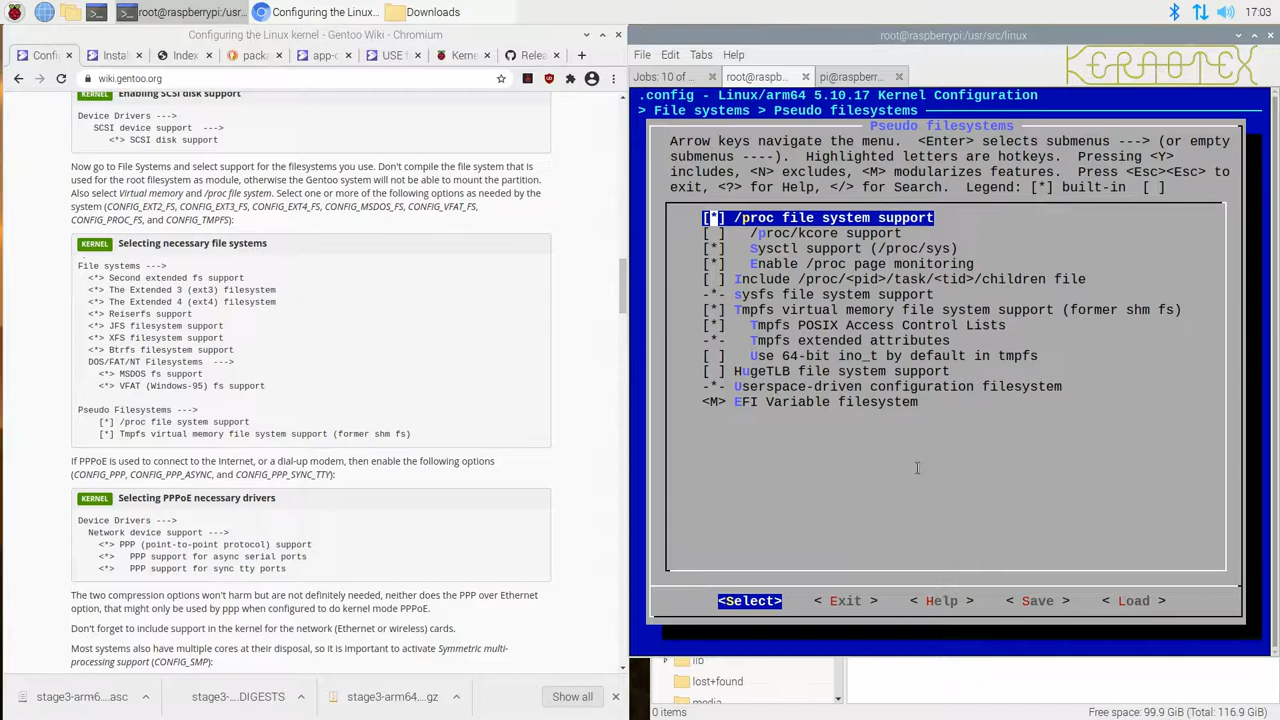 root@raspberrypi:/usr...
Configuring the Linux...
Downloads
17:03
Configuring the Linux kernel - Gentoo Wiki - Chromium
Confi
Instal
Index
packa
app-c
USE f
Kerne
Relea
wiki.gentoo.org
KERNEL Enabling SCSI disk support
Device Drivers --->
SCSI device support --->
<*> SCSI disk support
Now go to File Systems and select support for the filesystems you use. Don't compile the file system that is
used for the root filesystem as module, otherwise the Gentoo system will not be able to mount the partition.
Also select Virtual memory and /proc file system. Select one or more of the following options as needed by the
system (CONFIG_EXT2_FS, CONFIG_EXT3_FS, CONFIG_EXT4_FS, CONFIG_MSDOS_FS, CONFIG_VFAT_FS,
CONFIG_PROC_FS, and CONFIG_TMPFS):
KERNEL Selecting necessary file systems
File systems --->
<*> Second extended fs support
<*> The Extended 3 (ext3) filesystem
<*> The Extended 4 (ext4) filesystem
<*> Reiserfs support
<*> JFS filesystem support
<*> XFS filesystem support
<*> Btrfs filesystem support
DOS/FAT/NT Filesystems --->
<*> MSDOS fs support
<*> VFAT (Windows-95) fs support
Pseudo Filesystems --->
[*] /proc file system support
[*] Tmpfs virtual memory file system support (former shm fs)
If PPPoE is used to connect to the Internet, or a dial-up modem, then enable the following options
(CONFIG_PPP, CONFIG_PPP_ASYNC, and CONFIG_PPP_SYNC_TTY):
KERNEL Selecting PPPoE necessary drivers
Device Drivers --->
Network device support --->
<*> PPP (point-to-point protocol) support
<*> PPP support for async serial ports
<*> PPP support for sync tty ports
The two compression options won't harm but are not definitely needed, neither does the PPP over Ethernet
option, that might only be used by ppp when configured to do kernel mode PPPoE.
Don't forget to include support in the kernel for the network (Ethernet or wireless) cards.
Most systems also have multiple cores at their disposal, so it is important to activate Symmetric multi-
processing support (CONFIG_SMP):
stage3-arm6....asc
stage3-....DIGESTS
stage3-arm64....gz
Show all
root@raspberrypi:/usr/src/linux
File Edit Tabs Help
Jobs: 10 of ...
root@raspb...
pi@raspberr...
KERAOTEX
.config - Linux/arm64 5.10.17 Kernel Configuration
> File systems > Pseudo filesystems
Pseudo filesystems
Arrow keys navigate the menu. <Enter> selects submenus ---> (or empty
submenus ----). Highlighted letters are hotkeys. Pressing <Y>
includes, <N> excludes, <M> modularizes features. Press <Esc><Esc> to
exit, <?> for Help, </> for Search. Legend: [*] built-in [ ]
[*] /proc file system support
[ ] /proc/kcore support
[*] Sysctl support (/proc/sys)
[*] Enable /proc page monitoring
[ ] Include /proc/<pid>/task/<tid>/children file
-*- sysfs file system support
[*] Tmpfs virtual memory file system support (former shm fs)
[*] Tmpfs POSIX Access Control Lists
-*- Tmpfs extended attributes
[ ] Use 64-bit ino_t by default in tmpfs
[ ] HugeTLB file system support
-*- Userspace-driven configuration filesystem
<M> EFI Variable filesystem
<Select> < Exit > < Help > < Save > < Load >
lib
lost+found
media
0 items
Free space: 99.9 GiB (Total: 116.9 GiB)